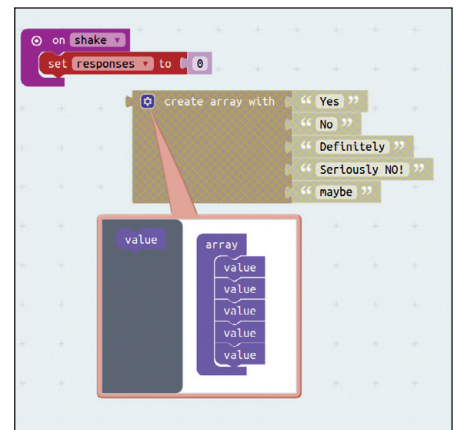 on shake
set responses to 0
create array with “ Yes ”
“ No ”
“ Definitely ”
“ Seriously NO! ”
“ maybe ”
value
array
value
value
value
value
value